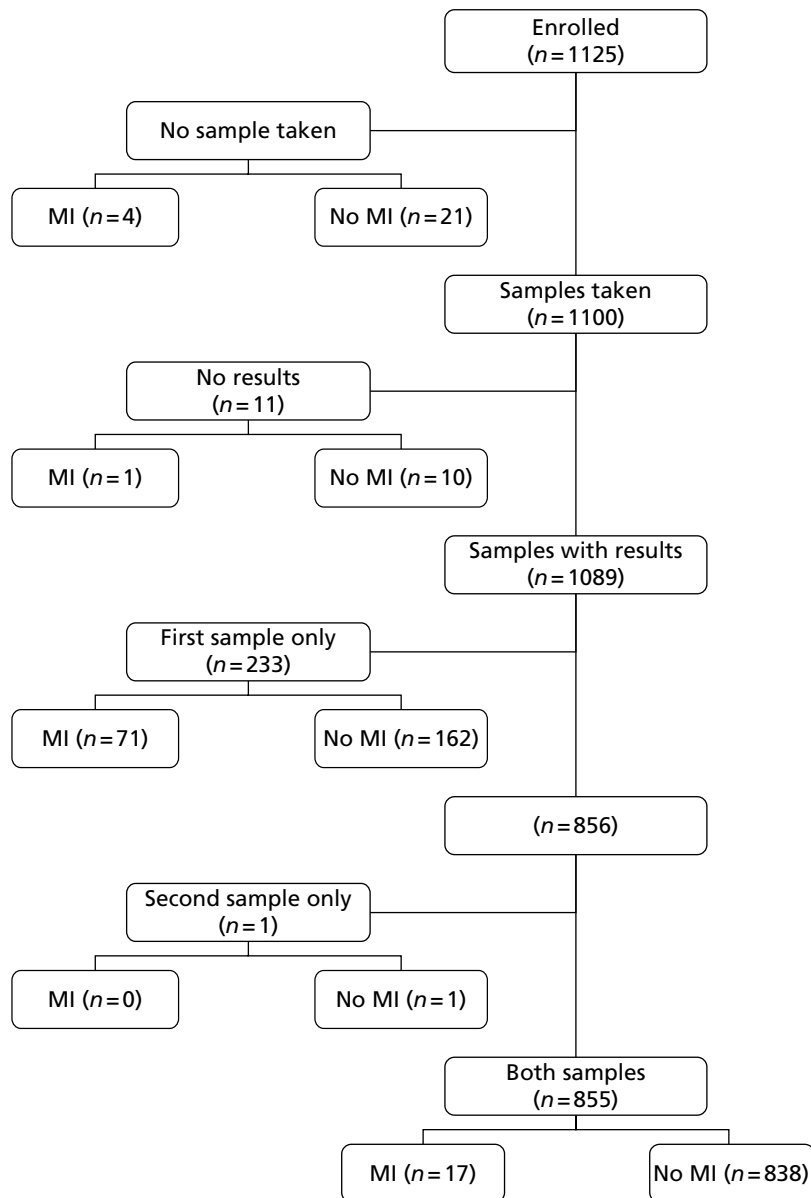 Enrolled
(n=1125)
No sample taken
MI (n=4)
No MI (n=21)
Samples taken
(n=1100)
No results
(n=11)
MI (n=1)
No MI (n=10)
Samples with results
(n=1089)
First sample only
(n=233)
MI (n=71)
No MI (n=162)
(n=856)
Second sample only
(n=1)
MI (n=0)
No MI (n=1)
Both samples
(n=855)
MI (n=17)
No MI (n=838)